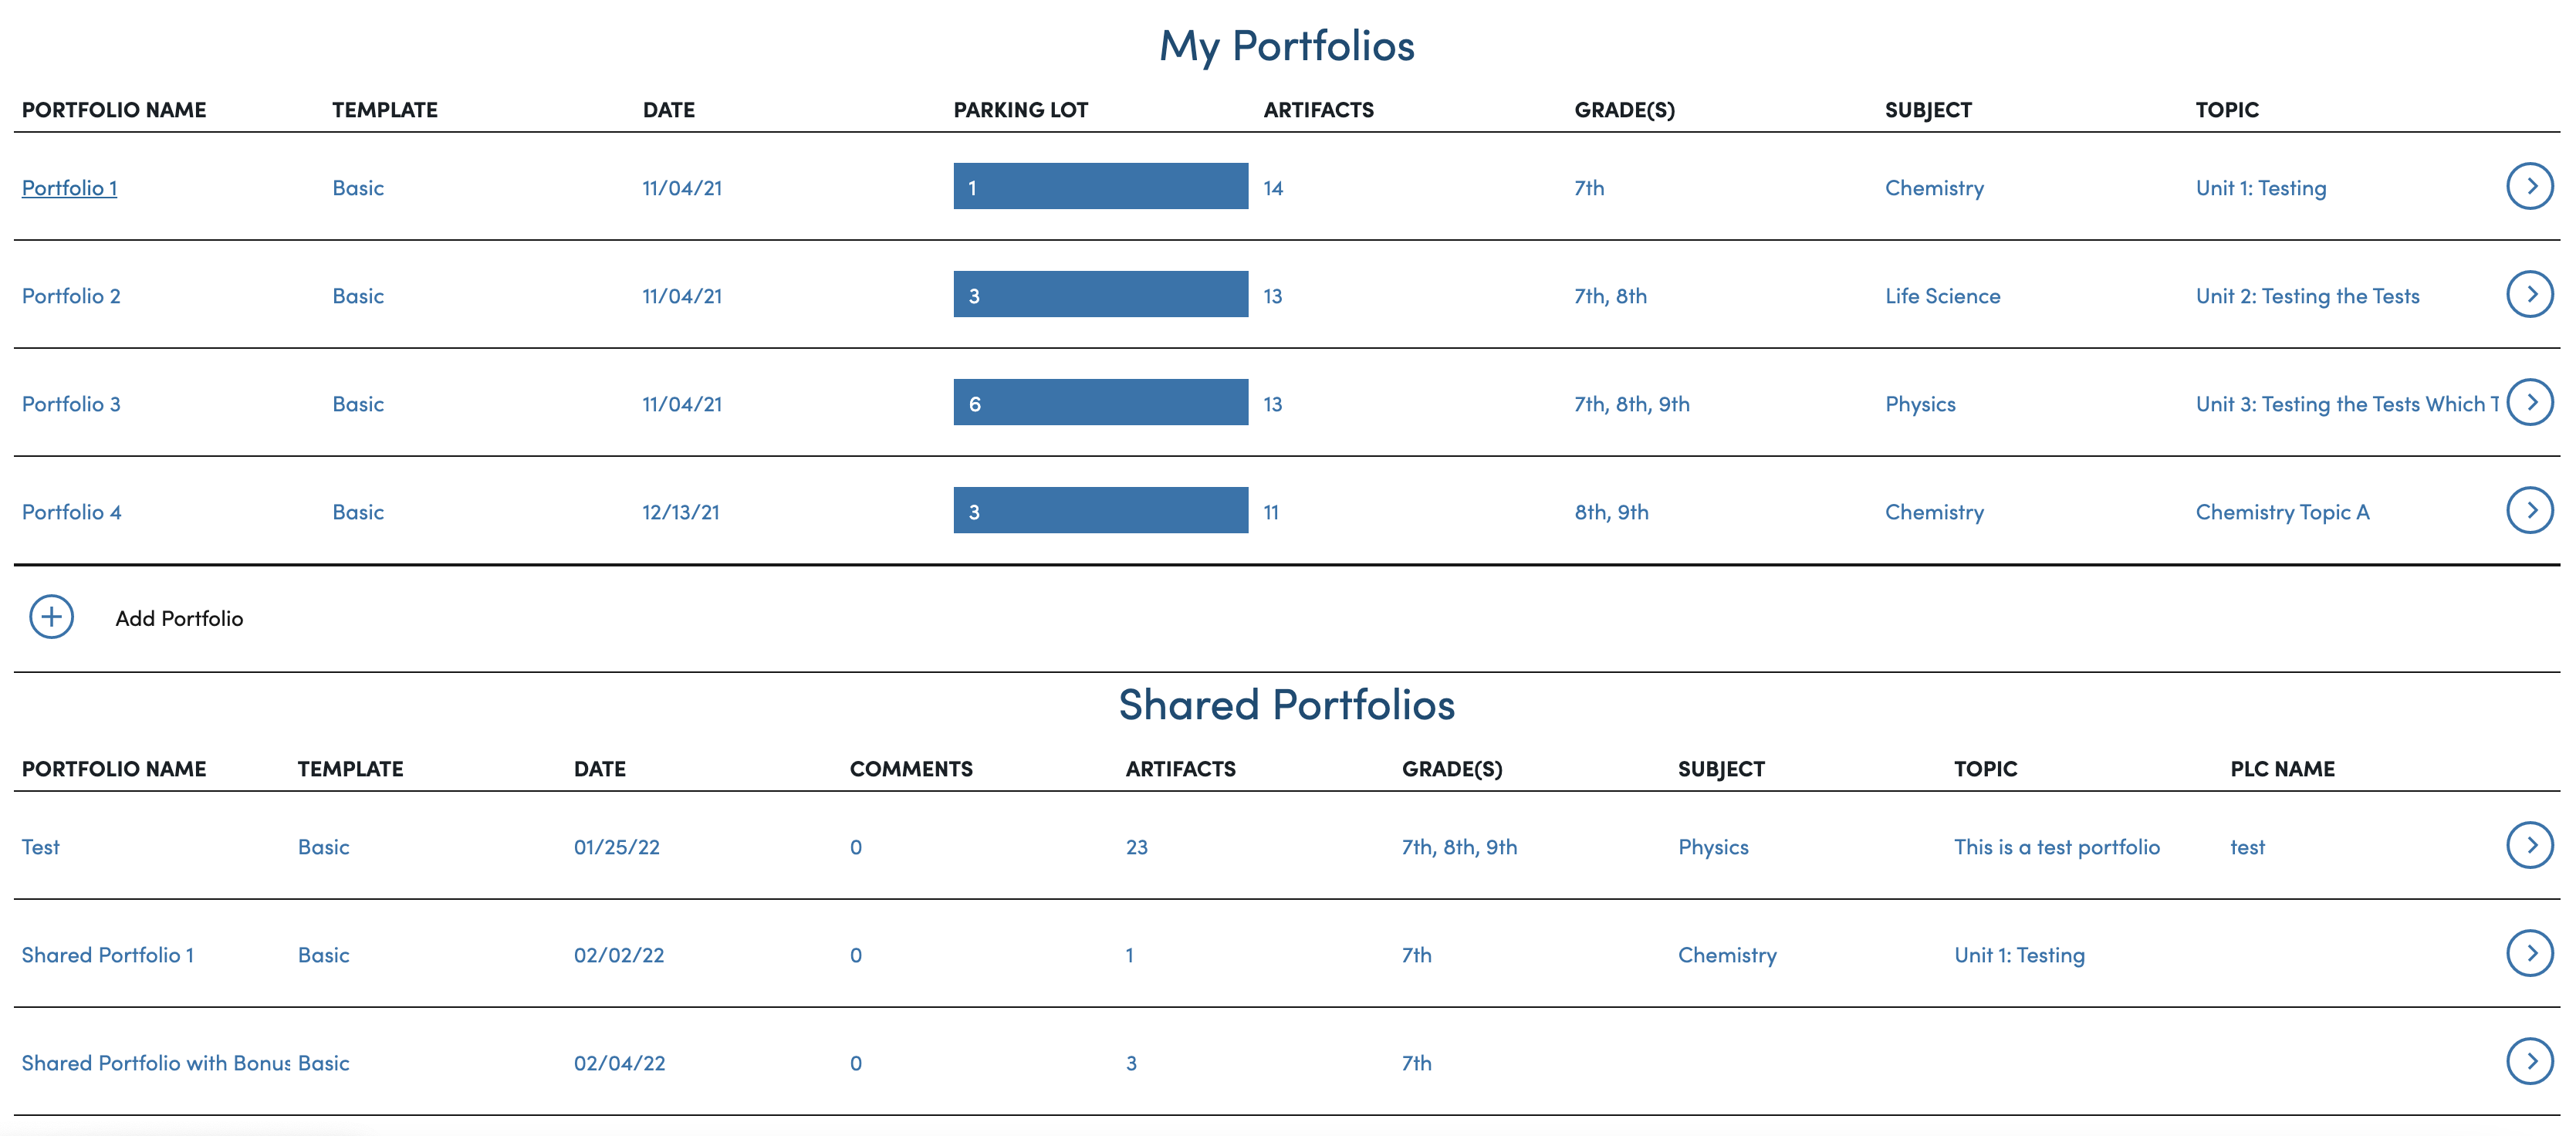 My Portfolios
PORTFOLIO NAME TEMPLATE DATE PARKING LOT ARTIFACTS GRADE(S) SUBJECT TOPIC
Portfolio 1 Basic 11/04/21 1 14 7th Chemistry Unit 1: Testing
Portfolio 2 Basic 11/04/21 3 13 7th, 8th Life Science Unit 2: Testing the Tests
Portfolio 3 Basic 11/04/21 6 13 7th, 8th, 9th Physics Unit 3: Testing the Tests Which T
Portfolio 4 Basic 12/13/21 3 11 8th, 9th Chemistry Chemistry Topic A
Add Portfolio
Shared Portfolios
PORTFOLIO NAME TEMPLATE DATE COMMENTS ARTIFACTS GRADE(S) SUBJECT TOPIC PLC NAME
Test Basic 01/25/22 0 23 7th, 8th, 9th Physics This is a test portfolio test
Shared Portfolio 1 Basic 02/02/22 0 1 7th Chemistry Unit 1: Testing
Shared Portfolio with Bonus Basic 02/04/22 0 3 7th